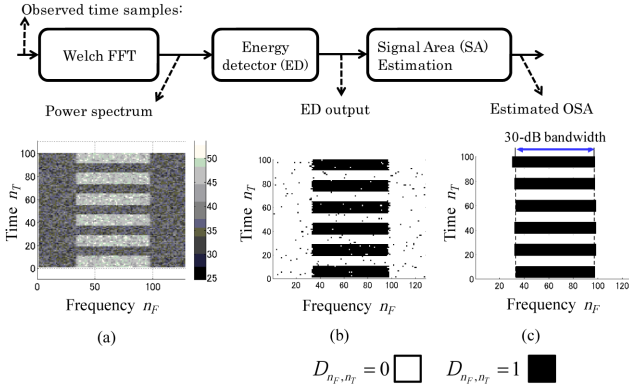 Observed time samples:
Welch FFT
Energy
detector (ED)
Signal Area (SA)
Estimation
Power spectrum
ED output
Estimated OSA
30-dB bandwidth
Time n_T
100
80
60
40
20
0
0 50 100
50
45
40
35
30
25
Frequency n_F
(a)
Time n_T
100
80
60
40
20
0
20 40 60 80 100 120
Frequency n_F
(b)
Time n_T
100
80
60
40
20
0
20 40 60 80 100 120
Frequency n_F
(c)
D_{n_F,n_T} = 0 D_{n_F,n_T} = 1